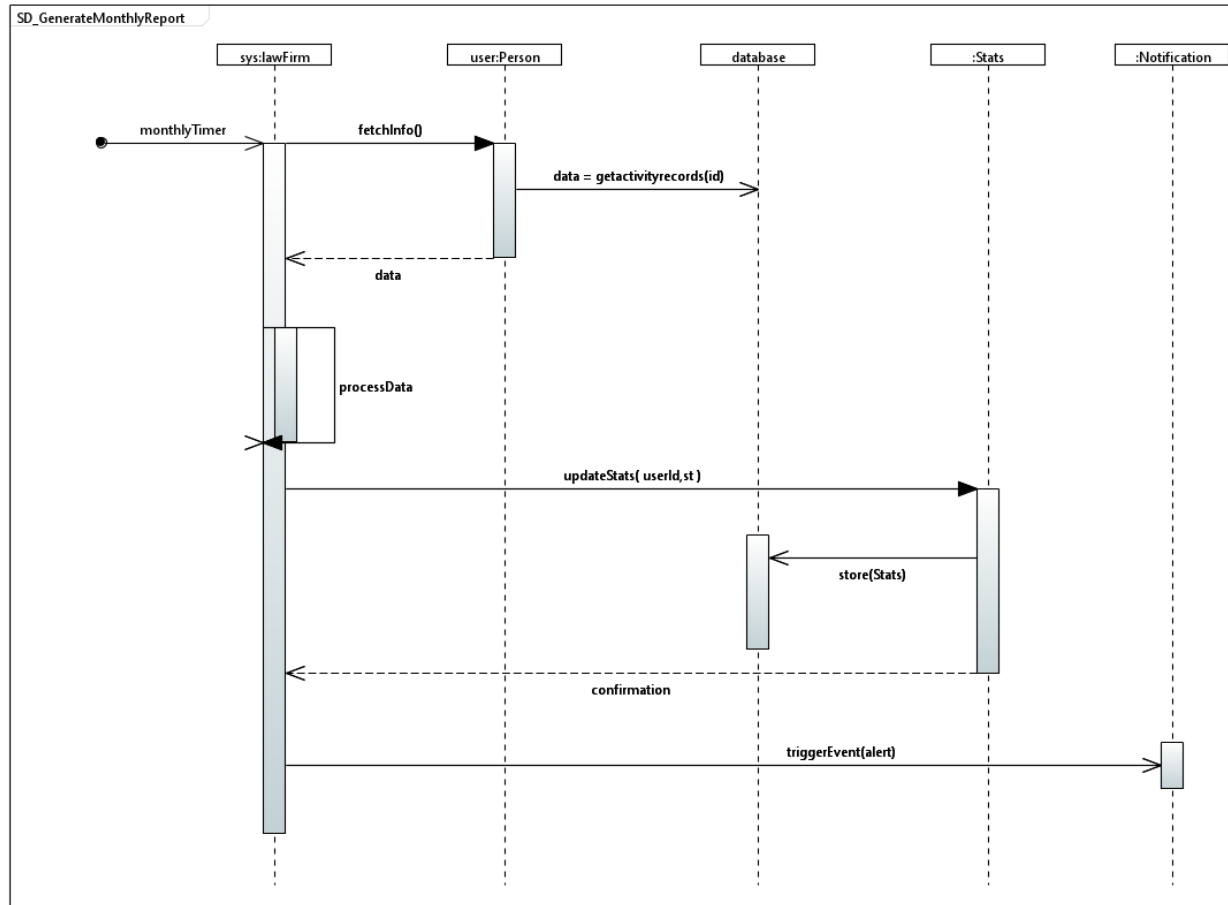 SD_GenerateMonthlyReport
sys:lawFirm
user:Person
database
:Stats
:Notification
monthlyTimer
fetchInfo()
data = getactivityrecords(id)
data
processData
updateStats( userId,st )
store(Stats)
confirmation
triggerEvent(alert)